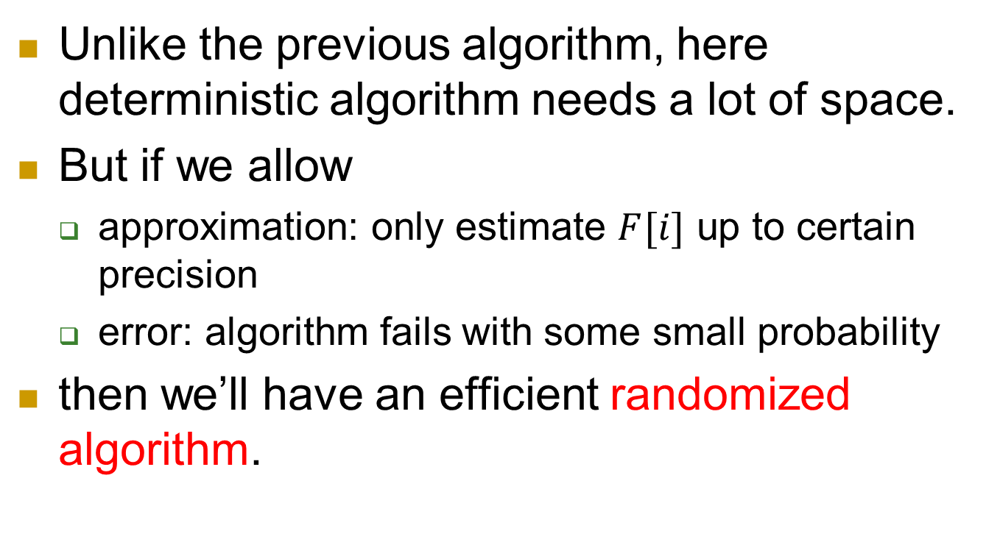 Unlike the previous algorithm, here
deterministic algorithm needs a lot of space.
But if we allow
approximation: only estimate F[i] up to certain
precision
error: algorithm fails with some small probability
then we’ll have an efficient randomized
algorithm.